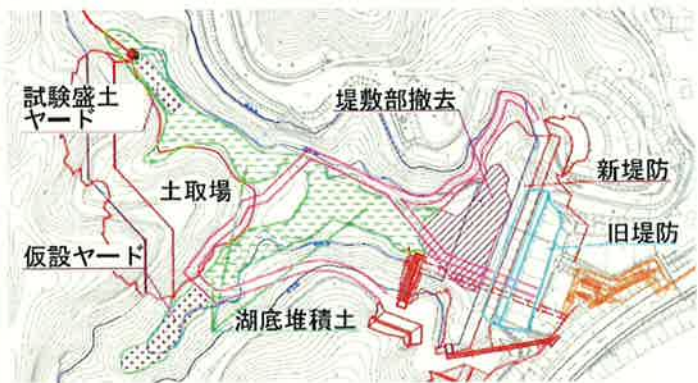 試験盛土
ヤード
堤敷部撤去
土取場
新堤防
旧堤防
仮設ヤード
湖底堆積土